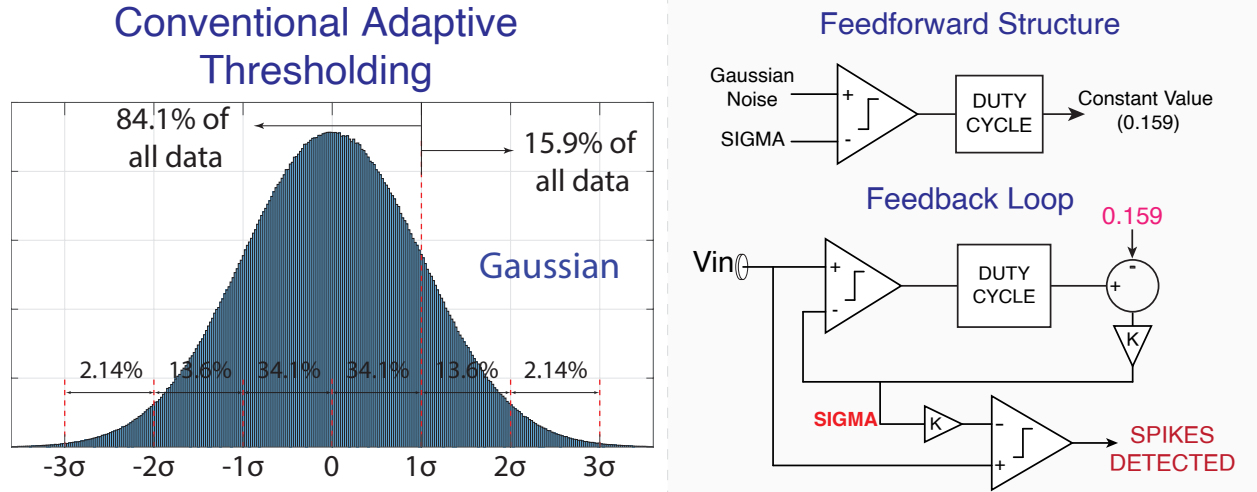 Conventional Adaptive
Thresholding
84.1% of
all data
15.9% of
all data
Gaussian
2.14% 13.6% 34.1% 34.1% 13.6% 2.14%
-3σ -2σ -1σ 0 1σ 2σ 3σ
Feedforward Structure
Gaussian
Noise
SIGMA
+
-
DUTY
CYCLE
Constant Value
(0.159)
Feedback Loop
0.159
Vin
+
-
DUTY
CYCLE
-
+
K
SIGMA
K
-
+
SPIKES
DETECTED